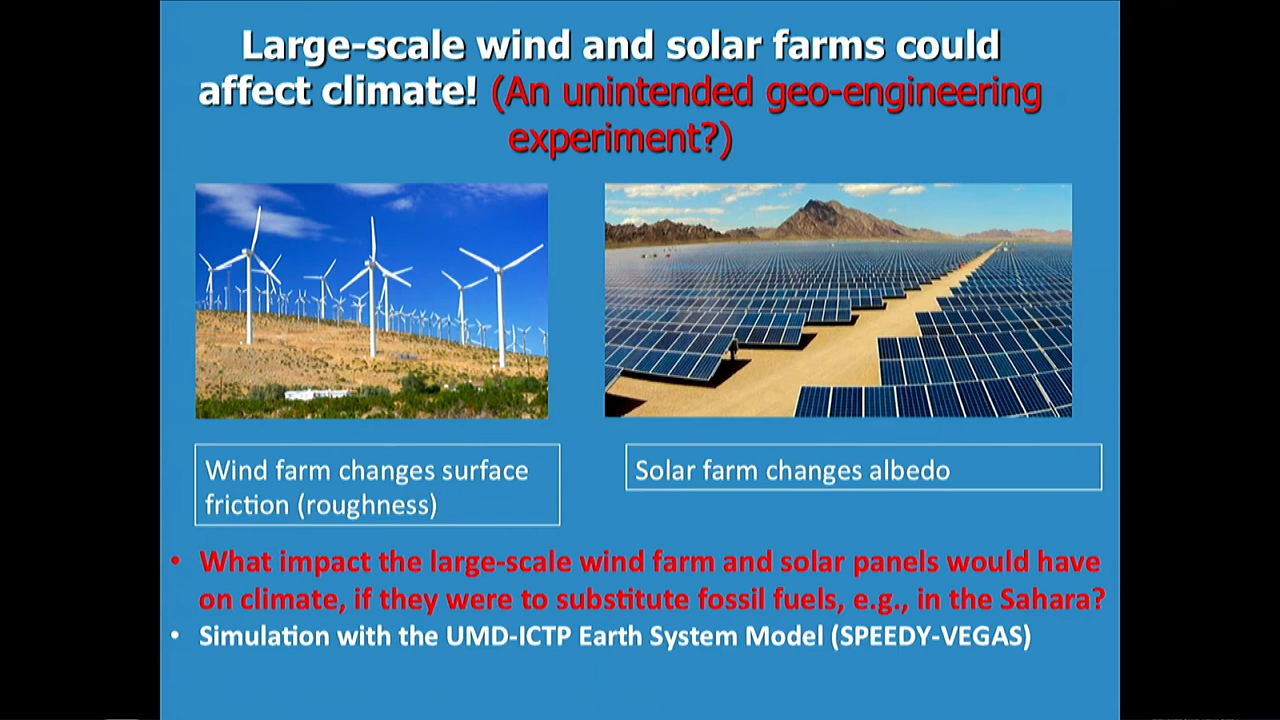 Large-scale wind and solar farms could
affect climate! (An unintended geo-engineering
experiment?)
Wind farm changes surface
friction (roughness)
Solar farm changes albedo
• What impact the large-scale wind farm and solar panels would have
on climate, if they were to substitute fossil fuels, e.g., in the Sahara?
• Simulation with the UMD-ICTP Earth System Model (SPEEDY-VEGAS)